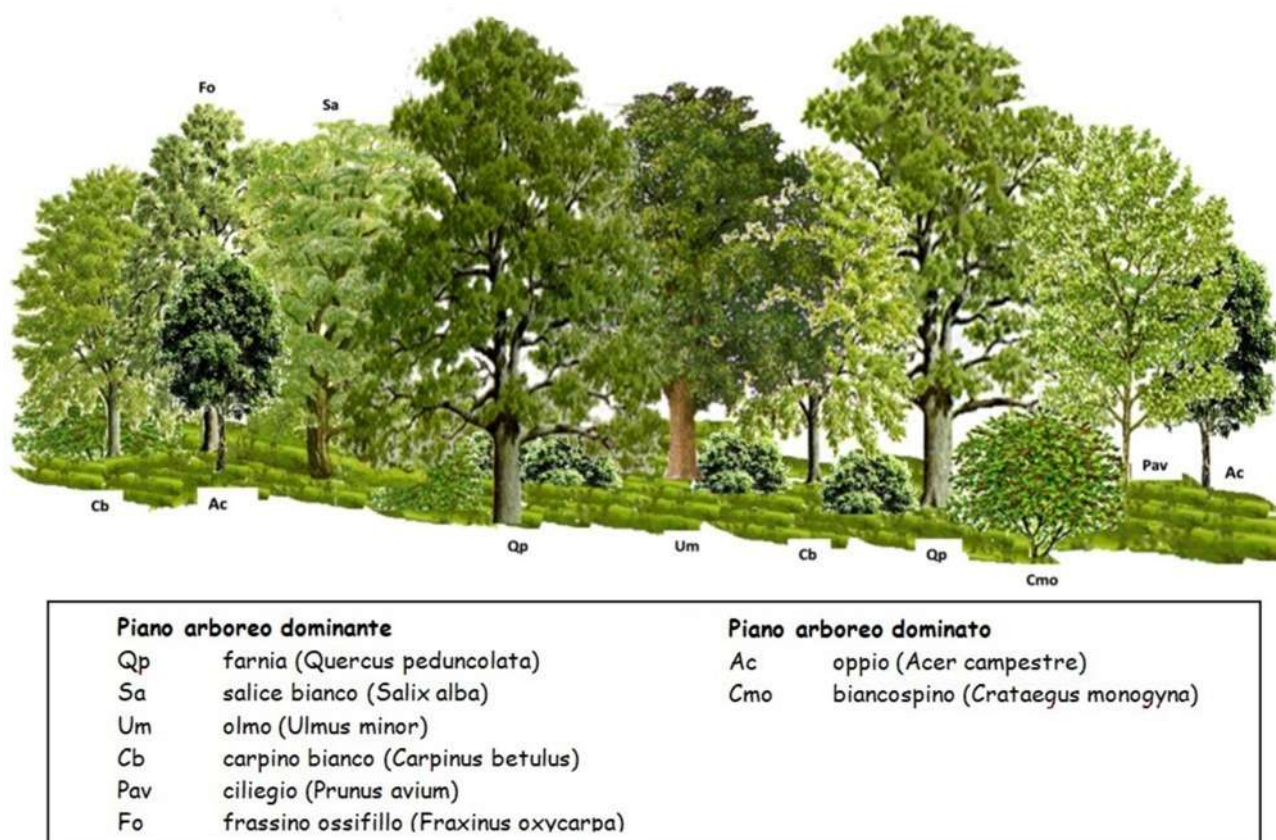 Fo
Sa
Pav
Ac
Cb
Ac
Qp
Um
Cb
Qp
Cmo
Piano arboreo dominante
Qp farnia (Quercus peduncolata)
Sa salice bianco (Salix alba)
Um olmo (Ulmus minor)
Cb carpino bianco (Carpinus betulus)
Pav ciliegio (Prunus avium)
Fo frassino ossifillo (Fraxinus oxycarpa)
Piano arboreo dominato
Ac oppio (Acer campestre)
Cmo biancospino (Crataegus monogyna)